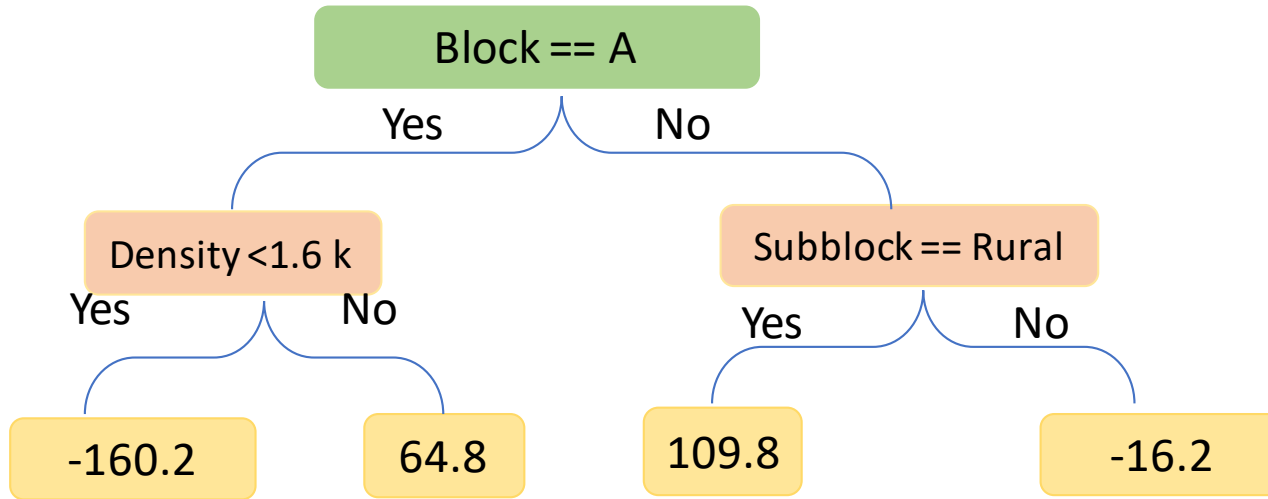 Block == A
Yes
No
Density <1.6 k
Subblock == Rural
Yes
No
Yes
No
-160.2
64.8
109.8
-16.2